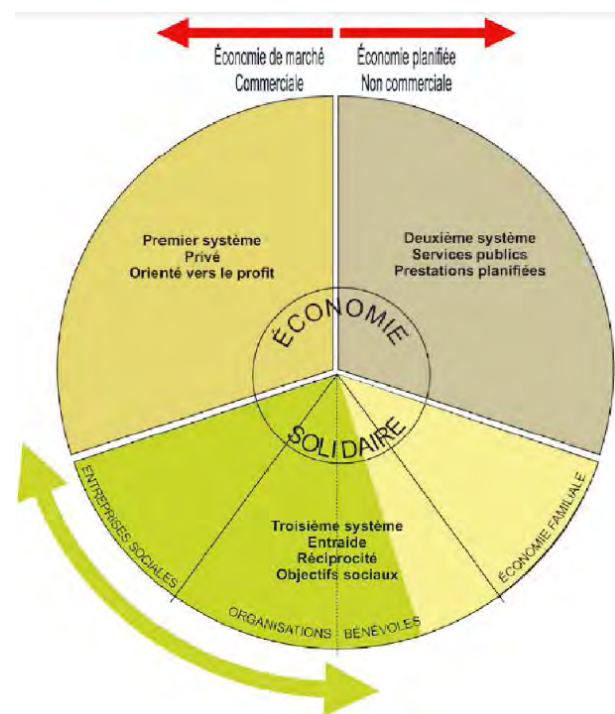 Économie de marché
Commerciale
Économie planifiée
Non commerciale
Premier système
Privé
Orienté vers le profit
Deuxième système
Services publics
Prestations planifiées
ÉCONOMIE
SOLIDAIRE
Troisième système
Entraide
Réciprocité
Objectifs sociaux
ENTREPRISES SOCIALES
ORGANISATIONS BÉNÉVOLES
ÉCONOMIE FAMILIALE